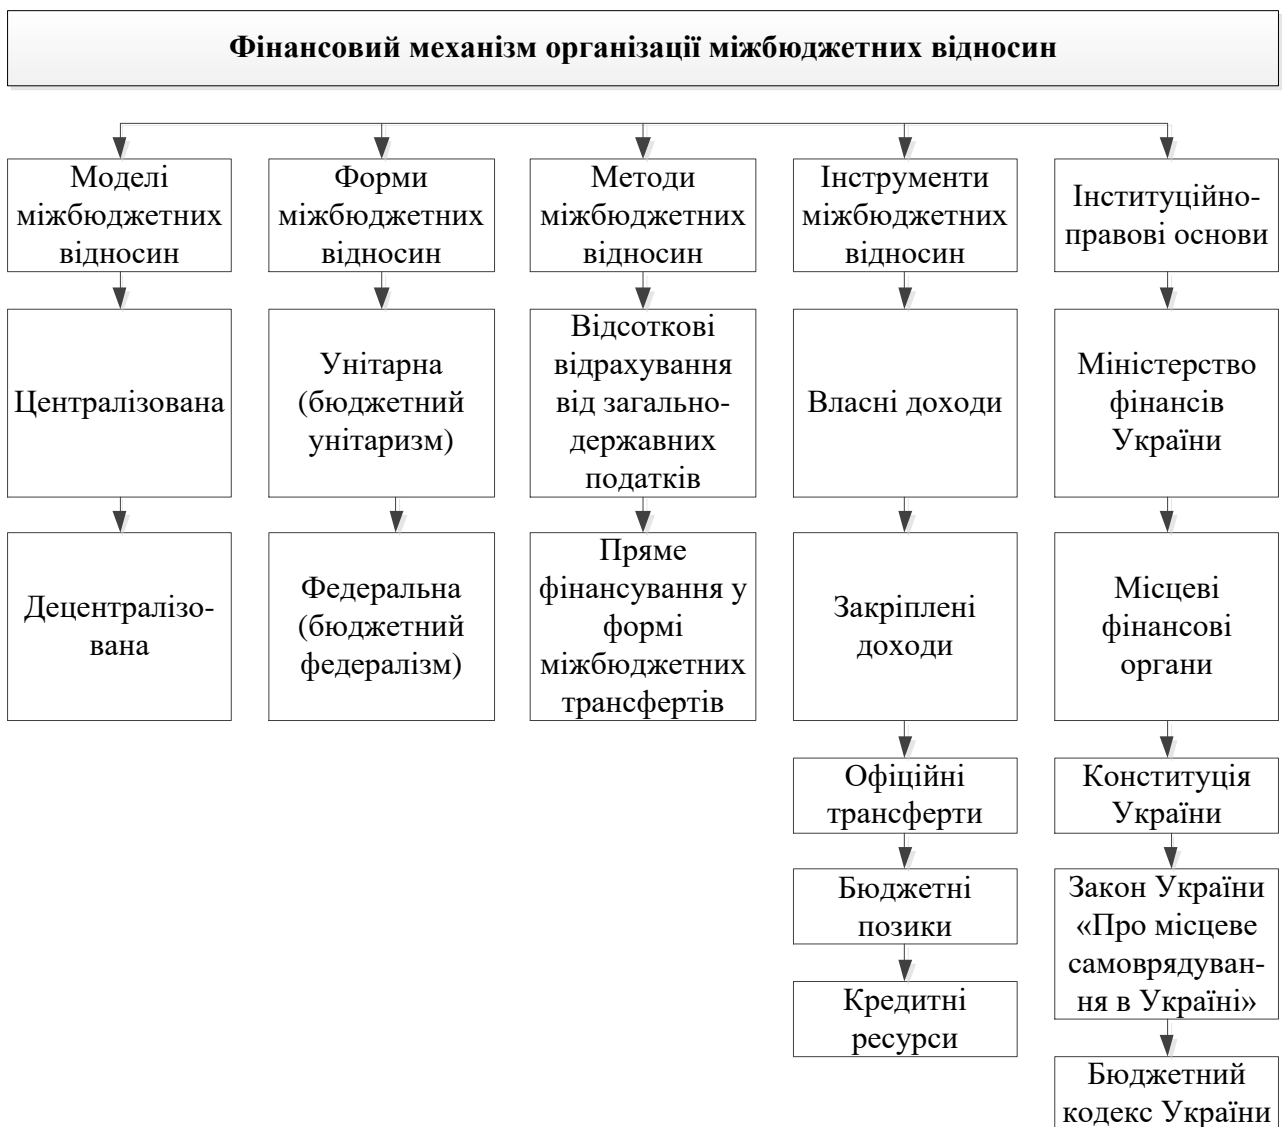 Фінансовий механізм організації міжбюджетних відносин
Моделі
міжбюджетних
відносин
Централізована
Децентралізо-
вана
Форми
міжбюджетних
відносин
Унітарна
(бюджетний
унітаризм)
Федеральна
(бюджетний
федералізм)
Методи
міжбюджетних
відносин
Відсоткові
відрахування
від загально-
державних
податків
Пряме
фінансування у
формі
міжбюджетних
трансфертів
Інструменти
міжбюджетних
відносин
Власні доходи
Закріплені
доходи
Офіційні
трансферти
Бюджетні
позики
Кредитні
ресурси
Інституційно-
правові основи
Міністерство
фінансів
України
Місцеві
фінансові
органи
Конституція
України
Закон України
«Про місцеве
самоврядуван-
ня в Україні»
Бюджетний
кодекс України